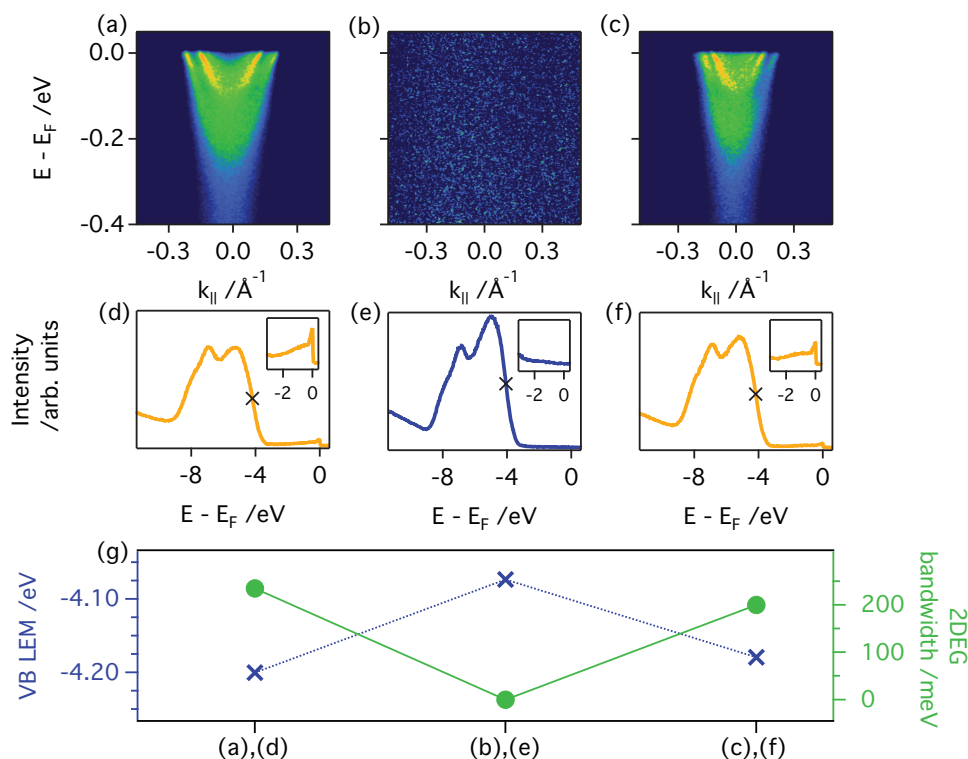 (a) (b) (c)
E - E_F /eV
0.0
-0.2
-0.4
-0.3 0.0 0.3 -0.3 0.0 0.3 -0.3 0.0 0.3
k_|| /Å^-1 k_|| /Å^-1 k_|| /Å^-1
(d) (e) (f)
Intensity
/arb. units
-2 0 -2 0 -2 0
-8 -4 0 -8 -4 0 -8 -4 0
E - E_F /eV E - E_F /eV E - E_F /eV
(g)
VB LEM /eV
-4.10
-4.20
2DEG
bandwidth /meV
200
100
0
(a),(d) (b),(e) (c),(f)